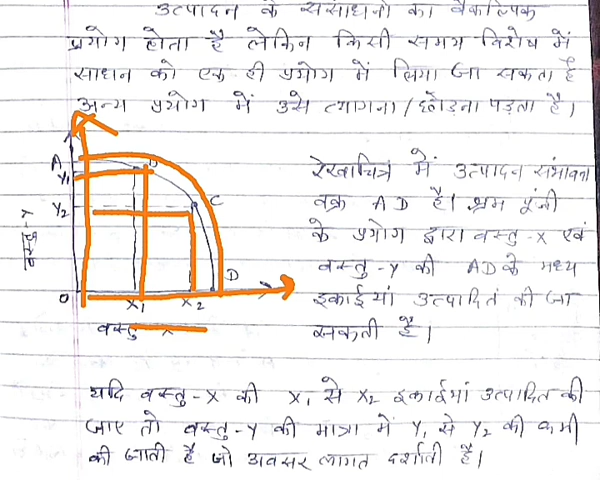 उत्पादन के संसाधनों का वैकल्पिक
प्रयोग होता है लेकिन किसी समय विशेष में
साधन को एक ही प्रयोग में लिया जा सकता है
अन्य प्रयोग में उसे त्यागना / छोड़ना पड़ता है।
A
B
Y1
Y2
C
वस्तु-Y
D
O
X1
X2
वस्तु X
रेखाचित्र में उत्पादन संभावना
वक्र AD है। श्रम पूंजी
के प्रयोग द्वारा वस्तु-X एवं
वस्तु-Y की AD के मध्य
इकाईयां उत्पादित की जा
सकती है।
यदि वस्तु-X की X1 से X2 इकाईयां उत्पादित की
जाए तो वस्तु-Y की मात्रा में Y1 से Y2 की कमी
की जाती है जो अवसर लागत दर्शाती है।